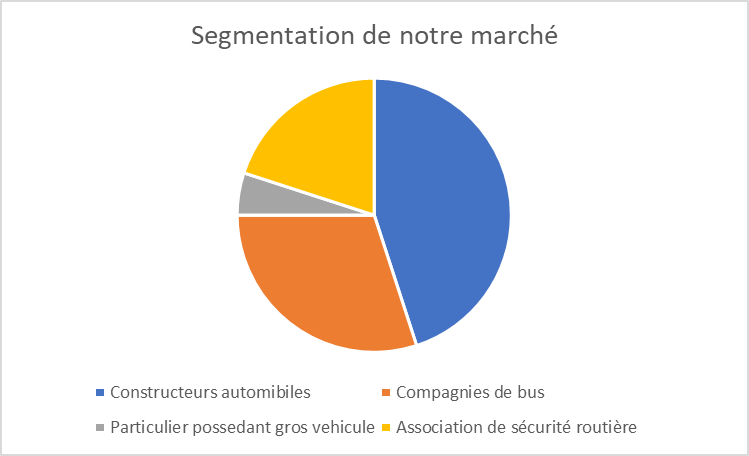 Segmentation de notre marché
Constructeurs automibiles
Compagnies de bus
Particulier possedant gros vehicule
Association de sécurité routière